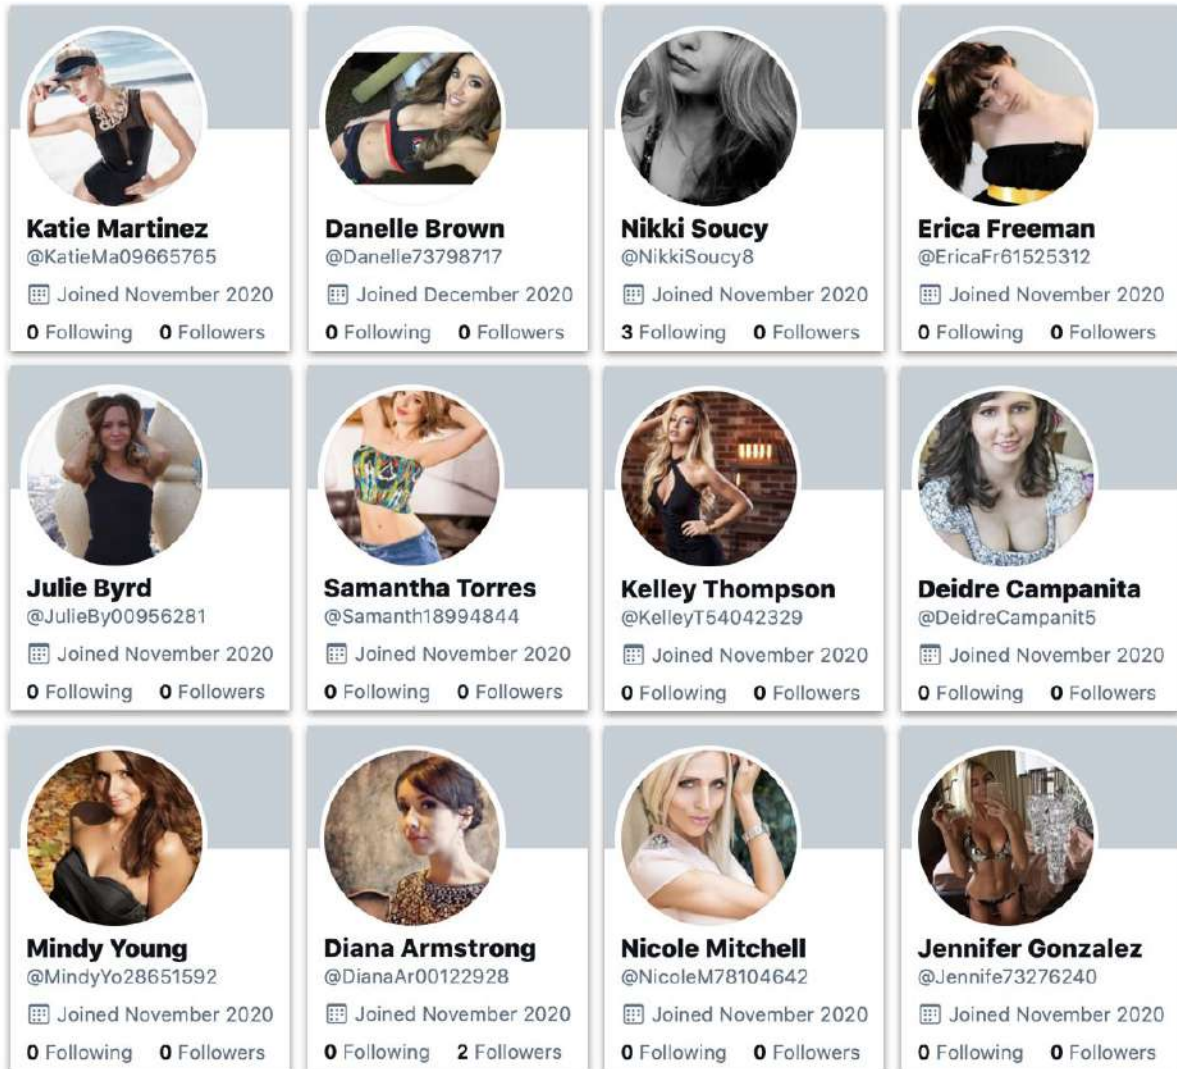 Katie Martinez
@KatieMa09665765
Joined November 2020
0 Following 0 Followers
Danelle Brown
@Danelle73798717
Joined December 2020
0 Following 0 Followers
Nikki Soucy
@NikkiSoucy8
Joined November 2020
3 Following 0 Followers
Erica Freeman
@EricaFr61525312
Joined November 2020
0 Following 0 Followers
Julie Byrd
@JulieBy00956281
Joined November 2020
0 Following 0 Followers
Samantha Torres
@Samanth18994844
Joined November 2020
0 Following 0 Followers
Kelley Thompson
@KelleyT54042329
Joined November 2020
0 Following 0 Followers
Deidre Campanita
@DeidreCampanit5
Joined November 2020
0 Following 0 Followers
Mindy Young
@MindyYo28651592
Joined November 2020
0 Following 0 Followers
Diana Armstrong
@DianaAr00122928
Joined November 2020
0 Following 2 Followers
Nicole Mitchell
@NicoleM78104642
Joined November 2020
0 Following 0 Followers
Jennifer Gonzalez
@Jennife73276240
Joined November 2020
0 Following 0 Followers